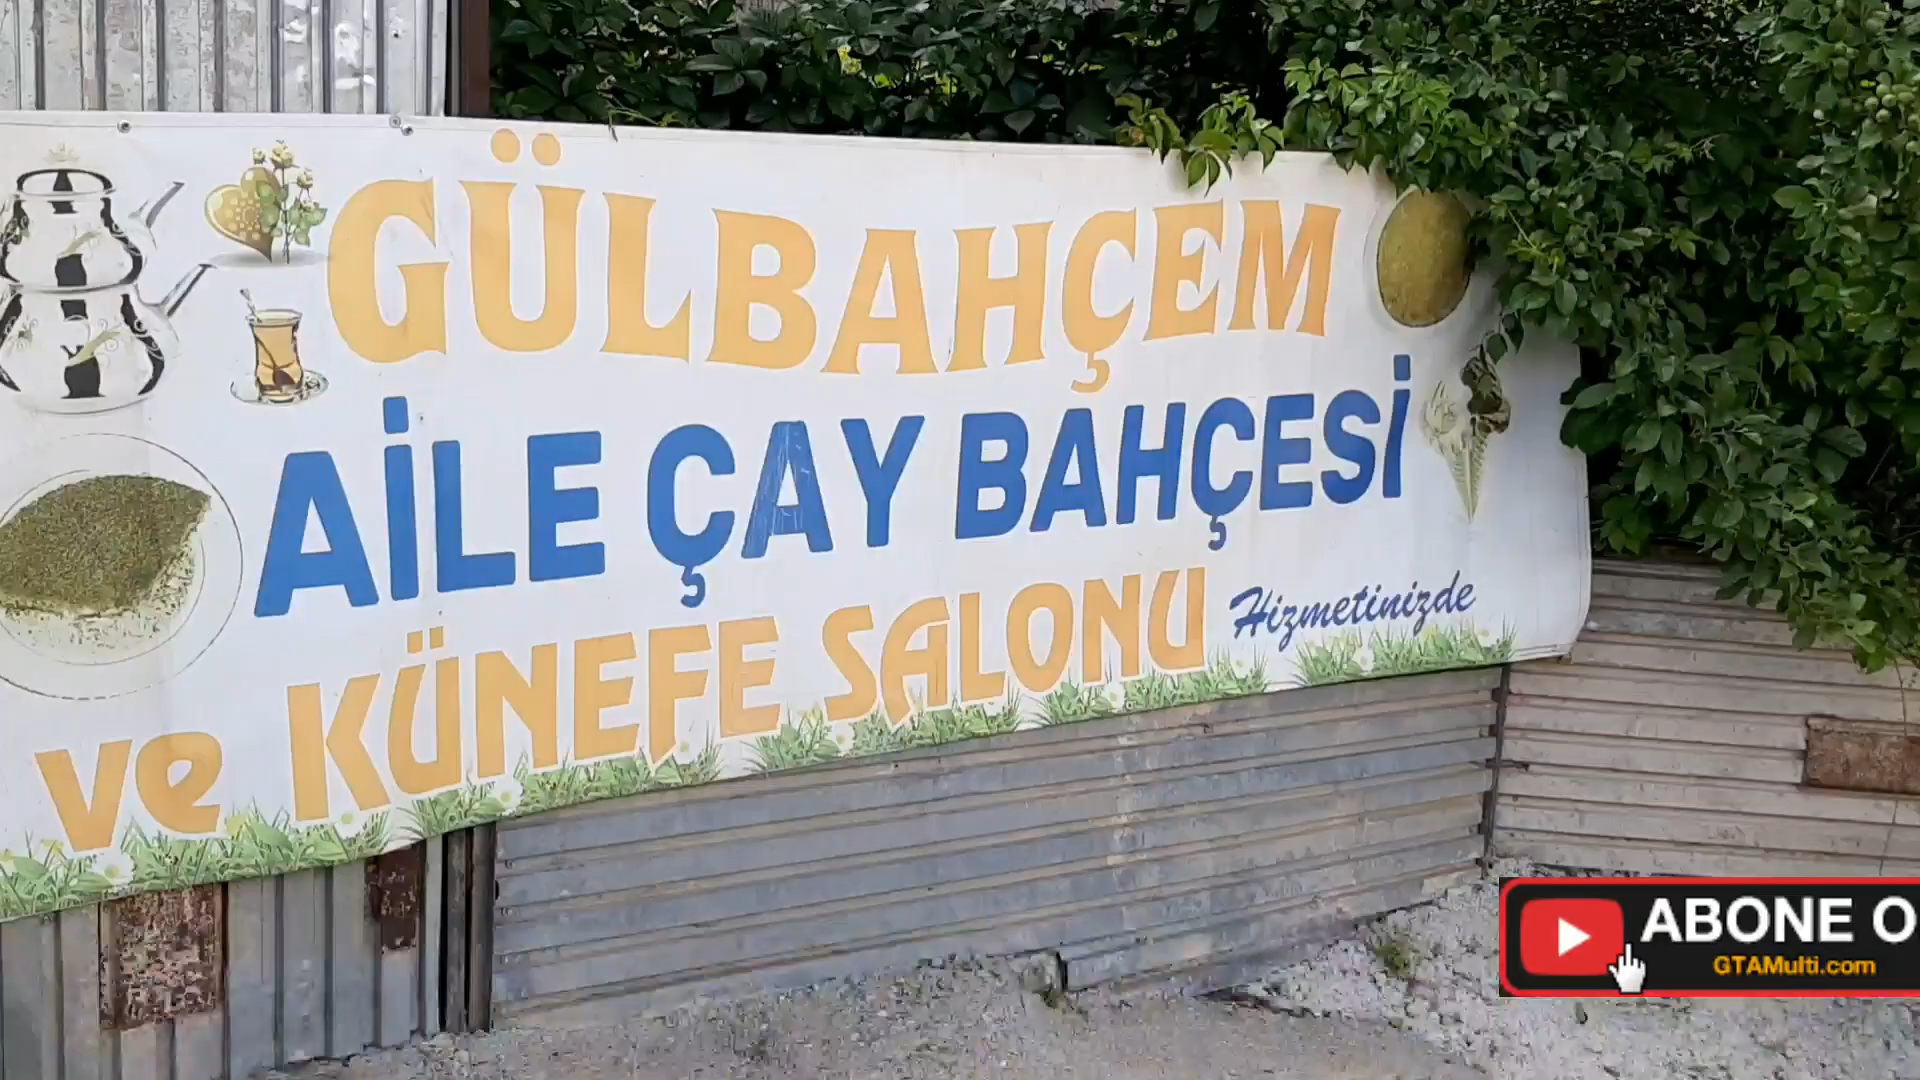 GÜLBAHÇEM
AİLE ÇAY BAHÇESİ
ve KÜNEFE SALONU Hizmetinizde
ABONE O
GTAMulti.com